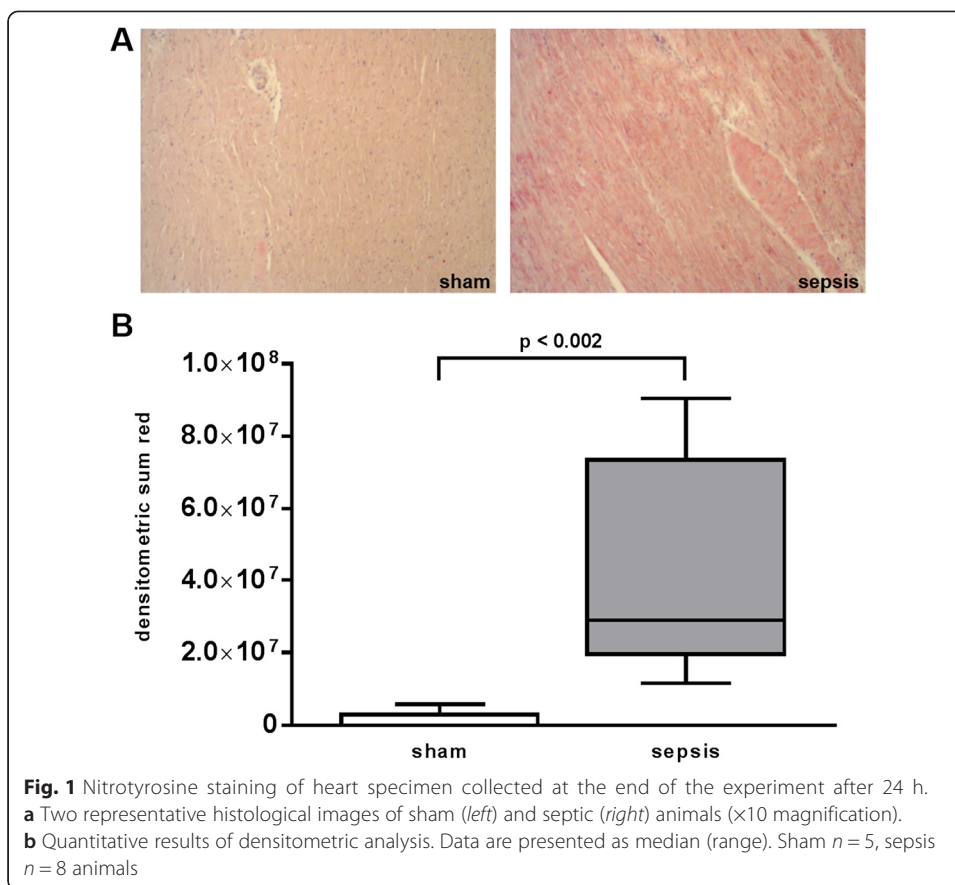 A
sham
sepsis
B
p < 0.002
densitometric sum red
1.0×10⁸
8.0×10⁷
6.0×10⁷
4.0×10⁷
2.0×10⁷
0
sham
sepsis
Fig. 1 Nitrotyrosine staining of heart specimen collected at the end of the experiment after 24 h.
a Two representative histological images of sham (left) and septic (right) animals (×10 magnification).
b Quantitative results of densitometric analysis. Data are presented as median (range). Sham n = 5, sepsis
n = 8 animals